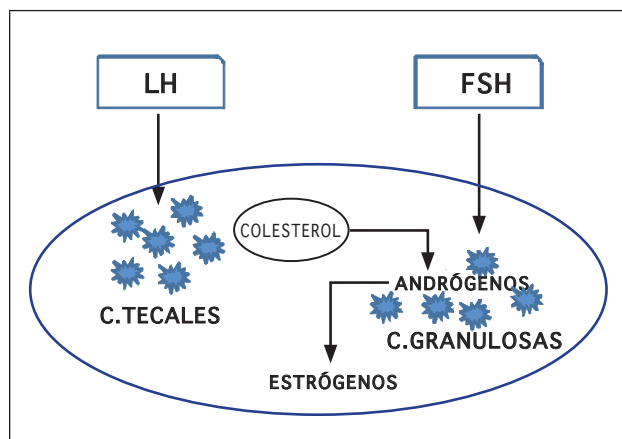 LH
FSH
COLESTEROL
ANDRÓGENOS
C.TECALES
C.GRANULOSAS
ESTRÓGENOS